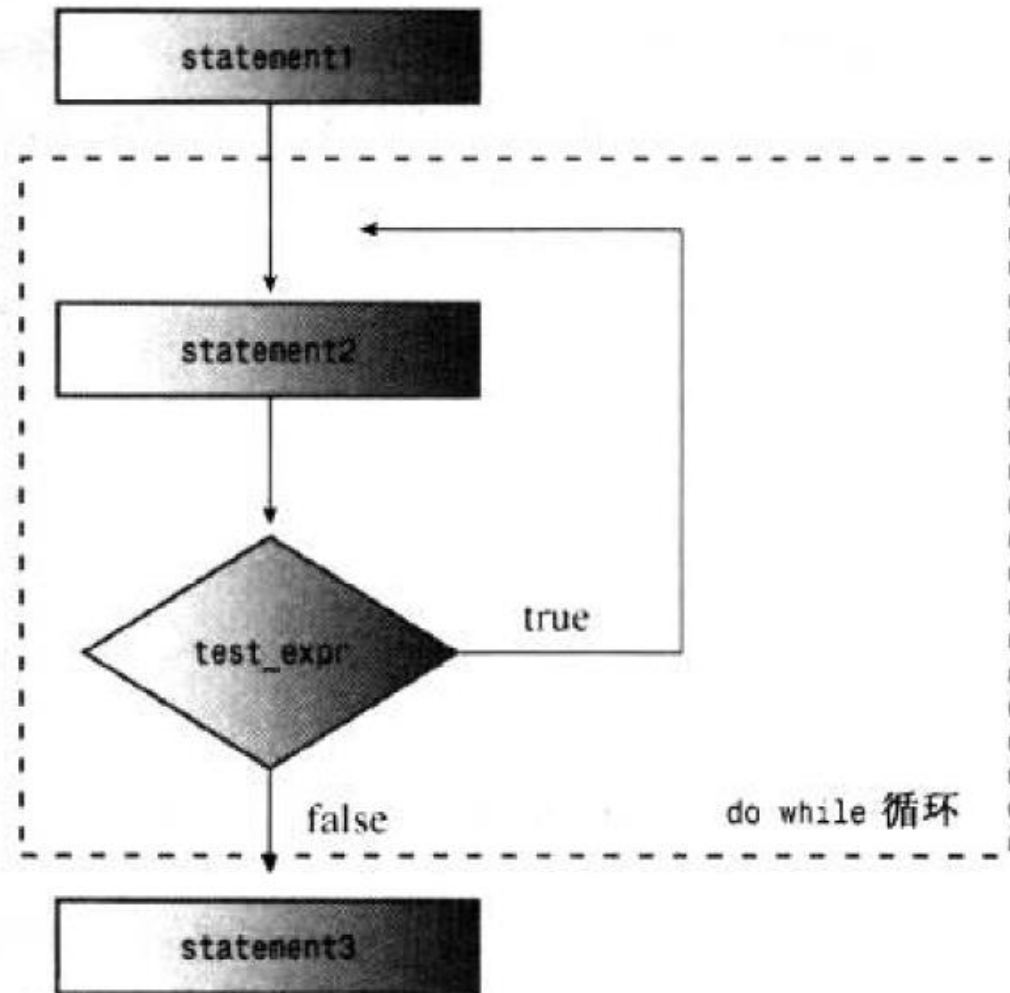 statement1
statement2
test_expr
true
false
do while 循环
statement3